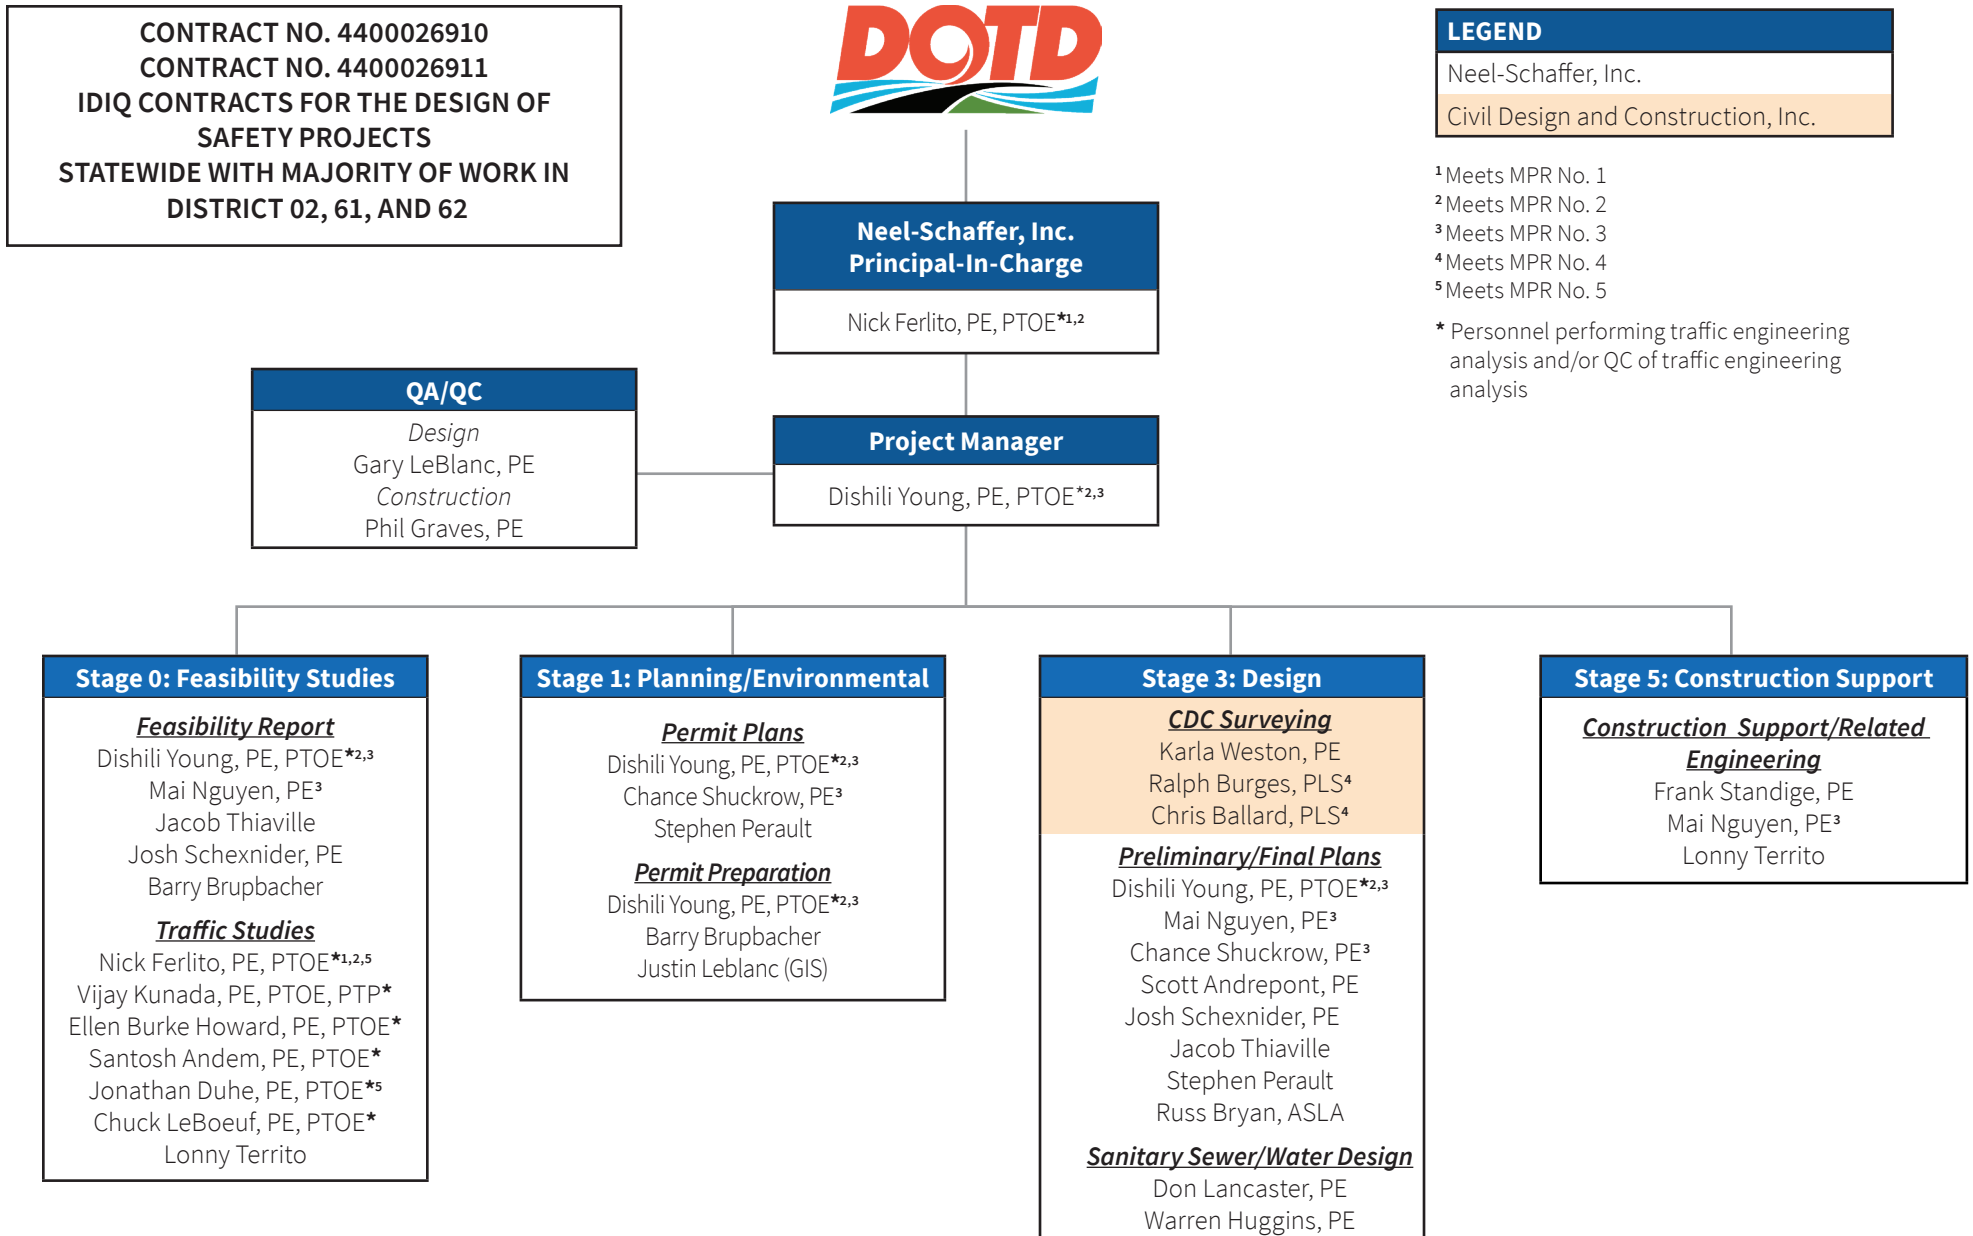 CONTRACT NO. 4400026910
CONTRACT NO. 4400026911
IDIQ CONTRACTS FOR THE DESIGN OF
SAFETY PROJECTS
STATEWIDE WITH MAJORITY OF WORK IN
DISTRICT 02, 61, AND 62
DOTD
LEGEND
Neel-Schaffer, Inc.
Civil Design and Construction, Inc.
¹ Meets MPR No. 1
² Meets MPR No. 2
³ Meets MPR No. 3
⁴ Meets MPR No. 4
⁵ Meets MPR No. 5
* Personnel performing traffic engineering
analysis and/or QC of traffic engineering
analysis
Neel-Schaffer, Inc.
Principal-In-Charge
Nick Ferlito, PE, PTOE*¹,²
QA/QC
Design
Gary LeBlanc, PE
Construction
Phil Graves, PE
Project Manager
Dishili Young, PE, PTOE*²,³
Stage 0: Feasibility Studies
Feasibility Report
Dishili Young, PE, PTOE*²,³
Mai Nguyen, PE³
Jacob Thiaville
Josh Schexnider, PE
Barry Brupbacher
Traffic Studies
Nick Ferlito, PE, PTOE*¹,²,⁵
Vijay Kunada, PE, PTOE, PTP*
Ellen Burke Howard, PE, PTOE*
Santosh Andem, PE, PTOE*
Jonathan Duhe, PE, PTOE*⁵
Chuck LeBoeuf, PE, PTOE*
Lonny Territo
Stage 1: Planning/Environmental
Permit Plans
Dishili Young, PE, PTOE*²,³
Chance Shuckrow, PE³
Stephen Perault
Permit Preparation
Dishili Young, PE, PTOE*²,³
Barry Brupbacher
Justin Leblanc (GIS)
Stage 3: Design
CDC Surveying
Karla Weston, PE
Ralph Burges, PLS⁴
Chris Ballard, PLS⁴
Preliminary/Final Plans
Dishili Young, PE, PTOE*²,³
Mai Nguyen, PE³
Chance Shuckrow, PE³
Scott Andrepont, PE
Josh Schexnider, PE
Jacob Thiaville
Stephen Perault
Russ Bryan, ASLA
Sanitary Sewer/Water Design
Don Lancaster, PE
Warren Huggins, PE
Stage 5: Construction Support
Construction Support/Related
Engineering
Frank Standige, PE
Mai Nguyen, PE³
Lonny Territo